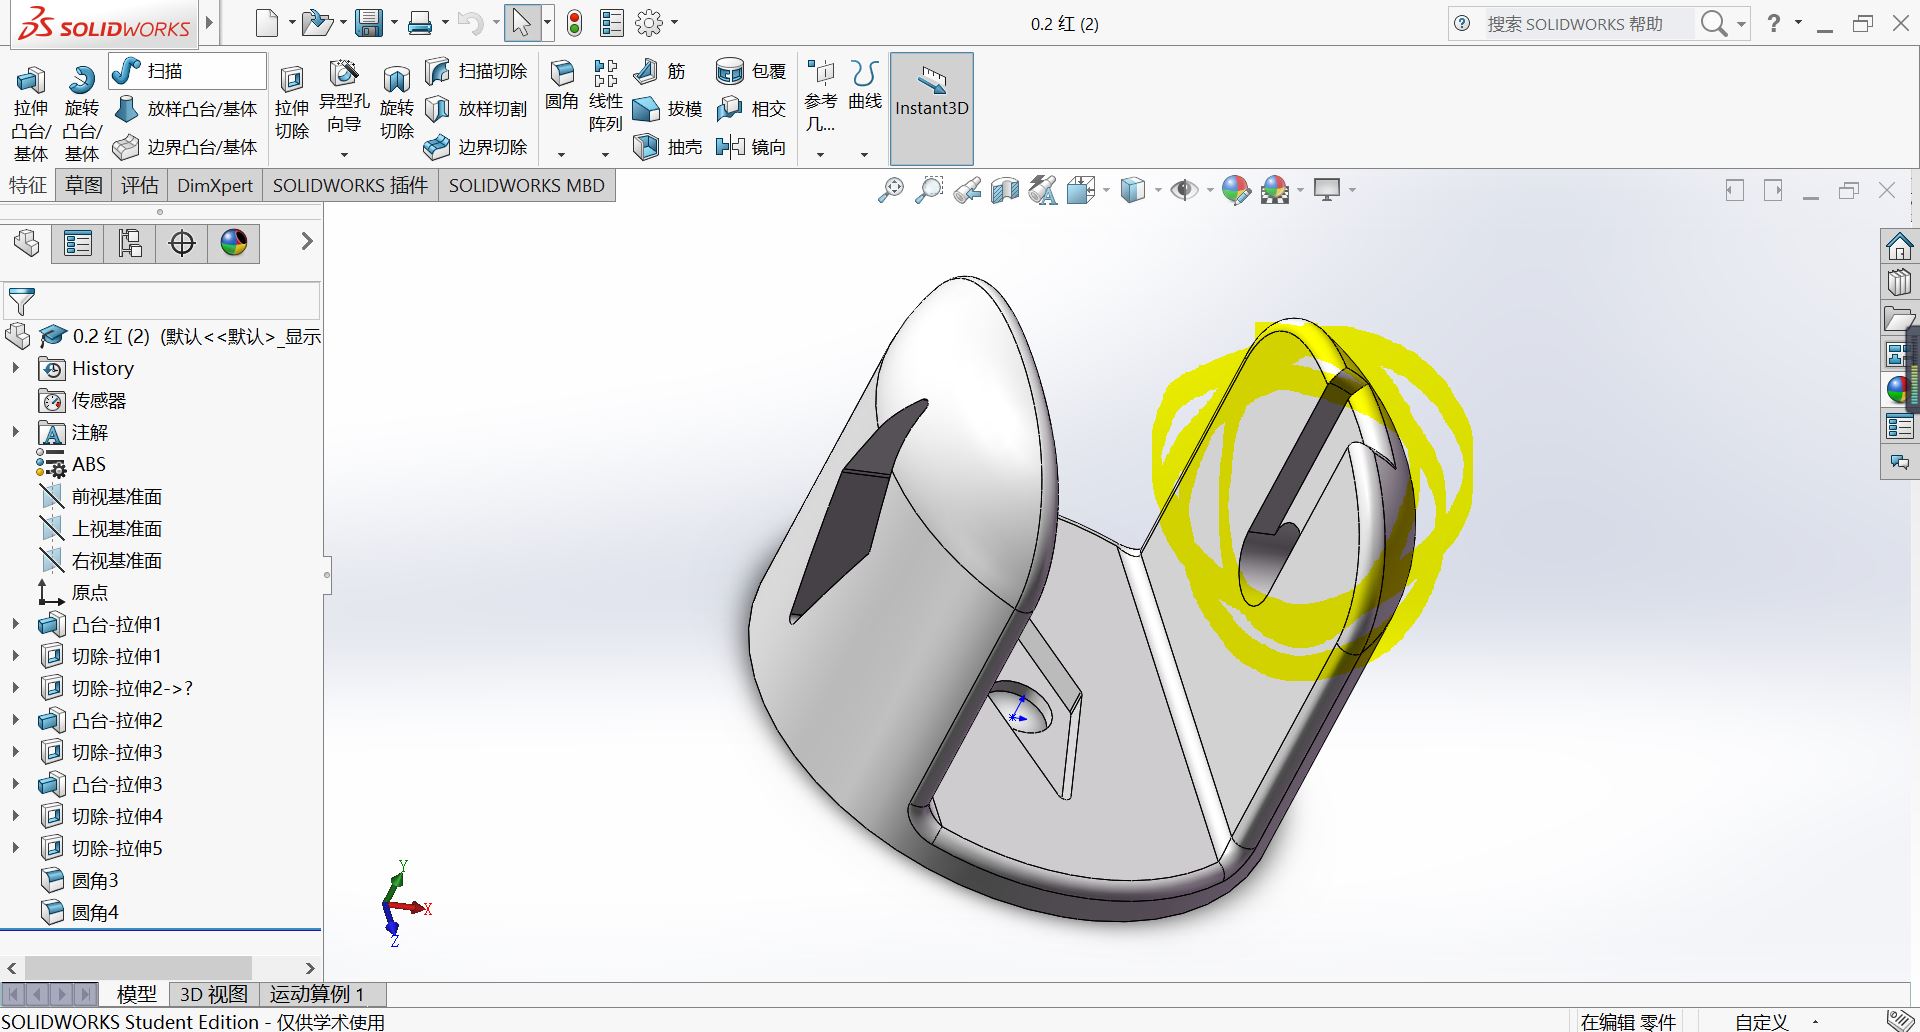 SOLIDWORKS
0.2 红 (2)
搜索 SOLIDWORKS 帮助
拉伸凸台/基体
旋转凸台/基体
扫描
放样凸台/基体
边界凸台/基体
拉伸切除
异型孔向导
旋转切除
扫描切除
放样切割
边界切除
圆角
线性阵列
筋
拔模
抽壳
包覆
相交
镜向
参考几...
曲线
Instant3D
特征
草图
评估
DimXpert
SOLIDWORKS 插件
SOLIDWORKS MBD
0.2 红 (2) (默认<<默认>_显示
History
传感器
注解
ABS
前视基准面
上视基准面
右视基准面
原点
凸台-拉伸1
切除-拉伸1
切除-拉伸2->?
凸台-拉伸2
切除-拉伸3
凸台-拉伸3
切除-拉伸4
切除-拉伸5
圆角3
圆角4
Y
X
Z
模型
3D 视图
运动算例 1
SOLIDWORKS Student Edition - 仅供学术使用
在编辑 零件
自定义